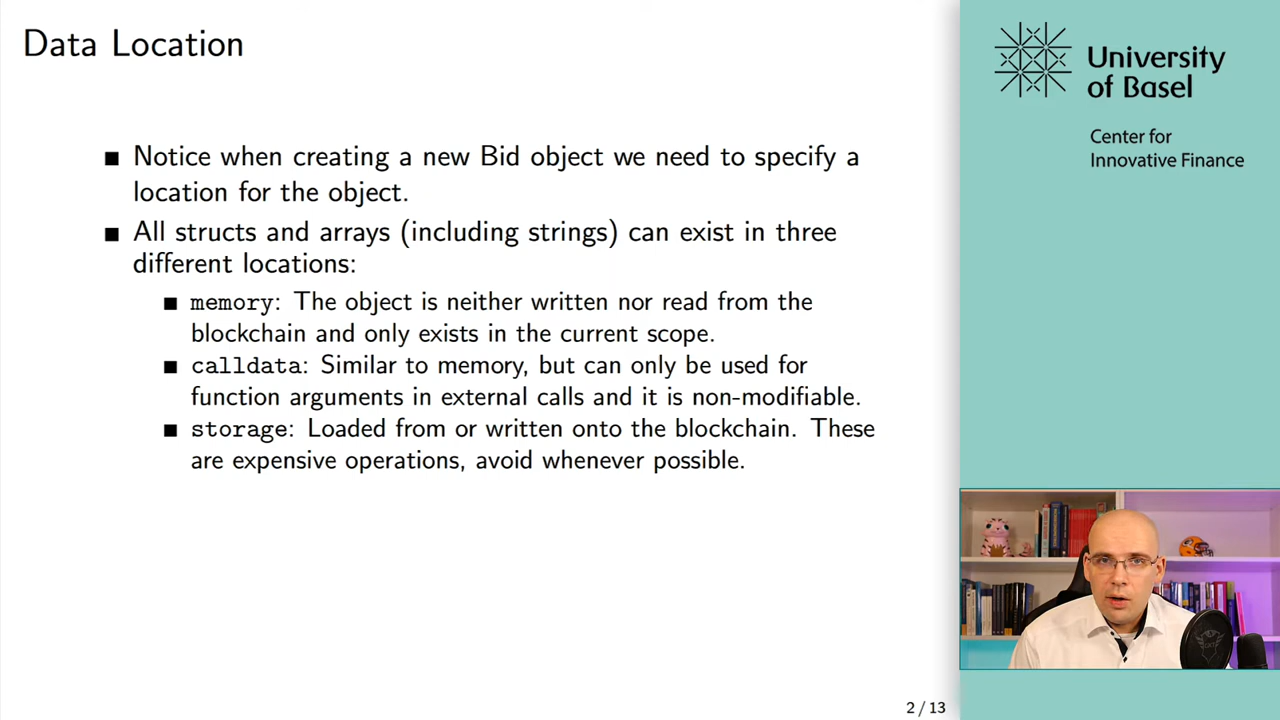 Data Location
■ Notice when creating a new Bid object we need to specify a
location for the object.
■ All structs and arrays (including strings) can exist in three
different locations:
■ memory: The object is neither written nor read from the
blockchain and only exists in the current scope.
■ calldata: Similar to memory, but can only be used for
function arguments in external calls and it is non-modifiable.
■ storage: Loaded from or written onto the blockchain. These
are expensive operations, avoid whenever possible.
2 / 13
University
of Basel
Center for
Innovative Finance